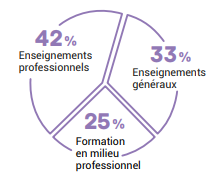 42 %
Enseignements
professionnels
33 %
Enseignements
généraux
25 %
Formation
en milieu
professionnel